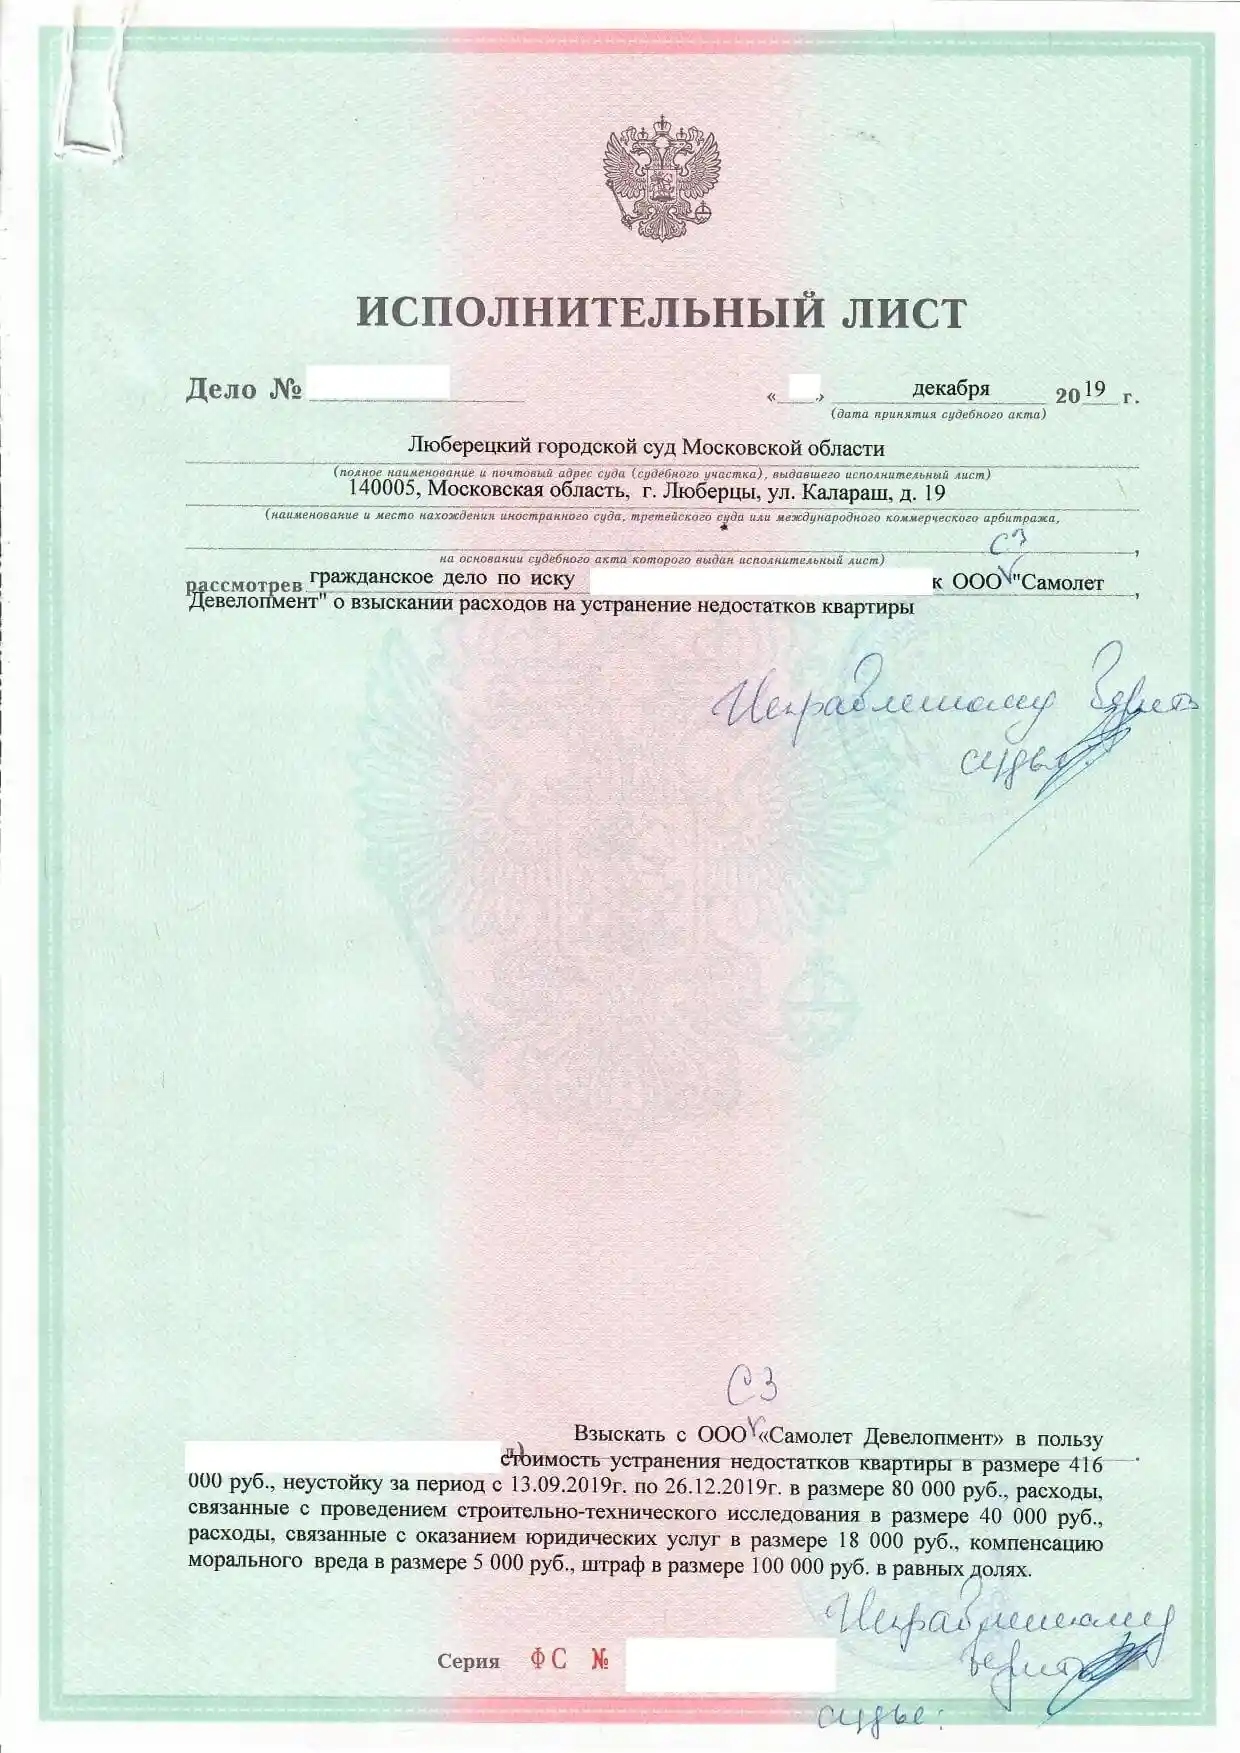 ИСПОЛНИТЕЛЬНЫЙ ЛИСТ
Дело №
« » декабря 2019 г.
(дата принятия судебного акта)
Люберецкий городской суд Московской области
(полное наименование и почтовый адрес суда (судебного участка), выдавшего исполнительный лист)
140005, Московская область, г. Люберцы, ул. Калараш, д. 19
(наименование и место нахождения иностранного суда, третейского суда или международного коммерческого арбитража,
СЗ
на основании судебного акта которого выдан исполнительный лист)
рассмотрев гражданское дело по иску к ООО "Самолет
Девелопмент" о взыскании расходов на устранение недостатков квартиры
Исправленному верить
судья:
СЗ
Взыскать с ООО «Самолет Девелопмент» в пользу
стоимость устранения недостатков квартиры в размере 416
000 руб., неустойку за период с 13.09.2019г. по 26.12.2019г. в размере 80 000 руб., расходы,
связанные с проведением строительно-технического исследования в размере 40 000 руб.,
расходы, связанные с оказанием юридических услуг в размере 18 000 руб., компенсацию
морального вреда в размере 5 000 руб., штраф в размере 100 000 руб. в равных долях.
Исправленному
верить
Серия ФС №
судье: